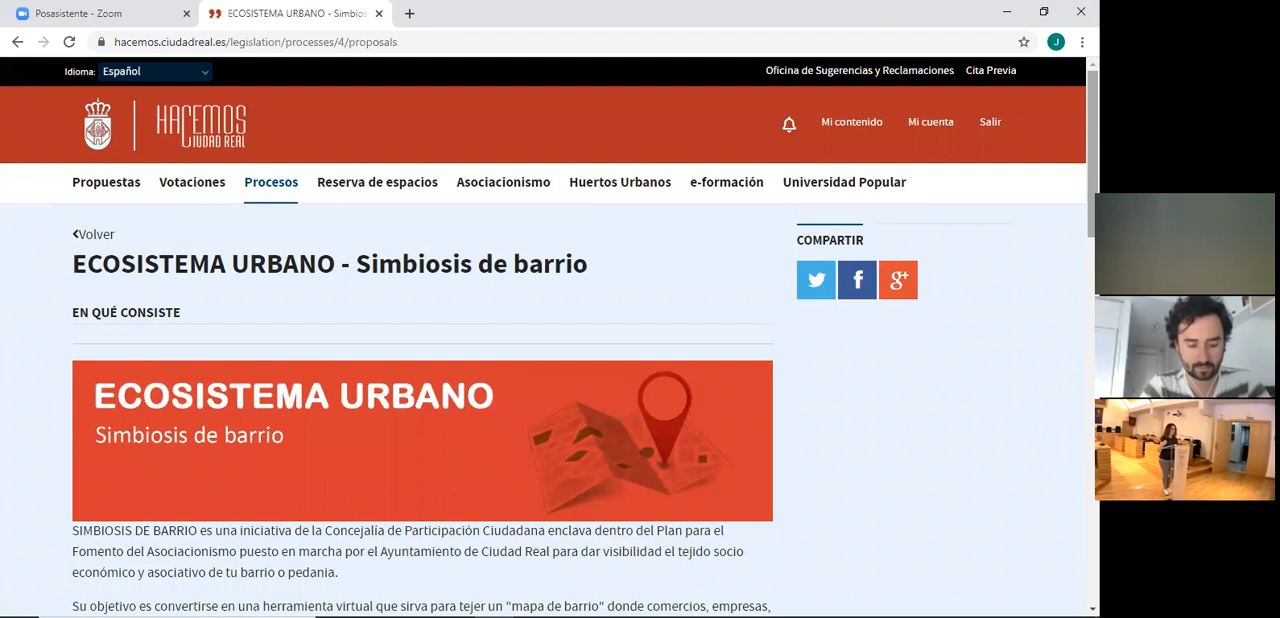 Posasistente - Zoom
ECOSISTEMA URBANO - Simbios
hacemos.ciudadreal.es/legislation/processes/4/proposals
J
Idioma: Español
Oficina de Sugerencias y Reclamaciones Cita Previa
HACEMOS
CIUDAD REAL
Mi contenido Mi cuenta Salir
Propuestas Votaciones Procesos Reserva de espacios Asociacionismo Huertos Urbanos e-formación Universidad Popular
Volver
ECOSISTEMA URBANO - Simbiosis de barrio
COMPARTIR
EN QUÉ CONSISTE
ECOSISTEMA URBANO
Simbiosis de barrio
SIMBIOSIS DE BARRIO es una iniciativa de la Concejalía de Participación Ciudadana enclava dentro del Plan para el
Fomento del Asociacionismo puesto en marcha por el Ayuntamiento de Ciudad Real para dar visibilidad el tejido socio
económico y asociativo de tu barrio o pedania.
Su objetivo es convertirse en una herramienta virtual que sirva para tejer un "mapa de barrio" donde comercios, empresas,